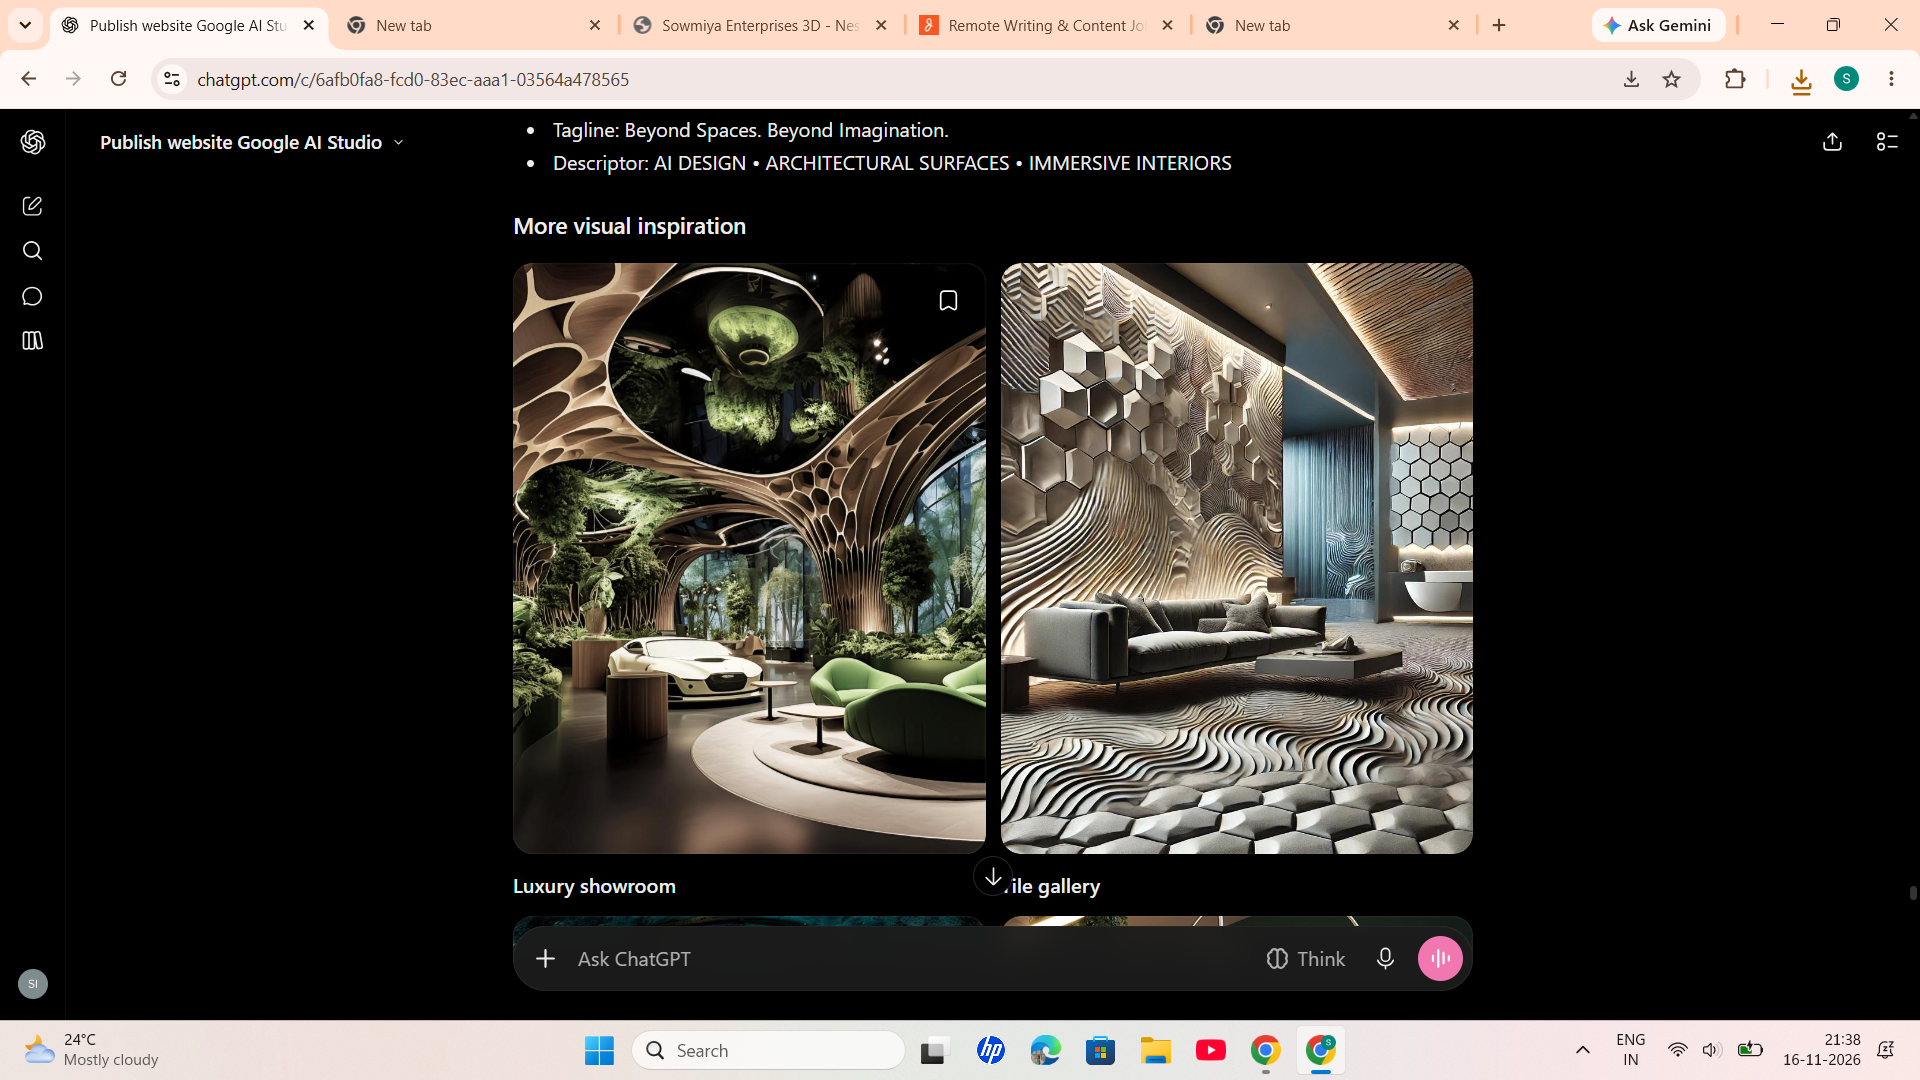 Publish website Google AI Stu
New tab
Sowmiya Enterprises 3D - Nes
Remote Writing & Content Jo
New tab
Ask Gemini
chatgpt.com/c/6afb0fa8-fcd0-83ec-aaa1-03564a478565
S
Publish website Google AI Studio
• Tagline: Beyond Spaces. Beyond Imagination.
• Descriptor: AI DESIGN • ARCHITECTURAL SURFACES • IMMERSIVE INTERIORS
More visual inspiration
Luxury showroom
ile gallery
Ask ChatGPT
Think
SI
24°C
Mostly cloudy
Search
hp
S
ENG
IN
21:38
16-11-2026